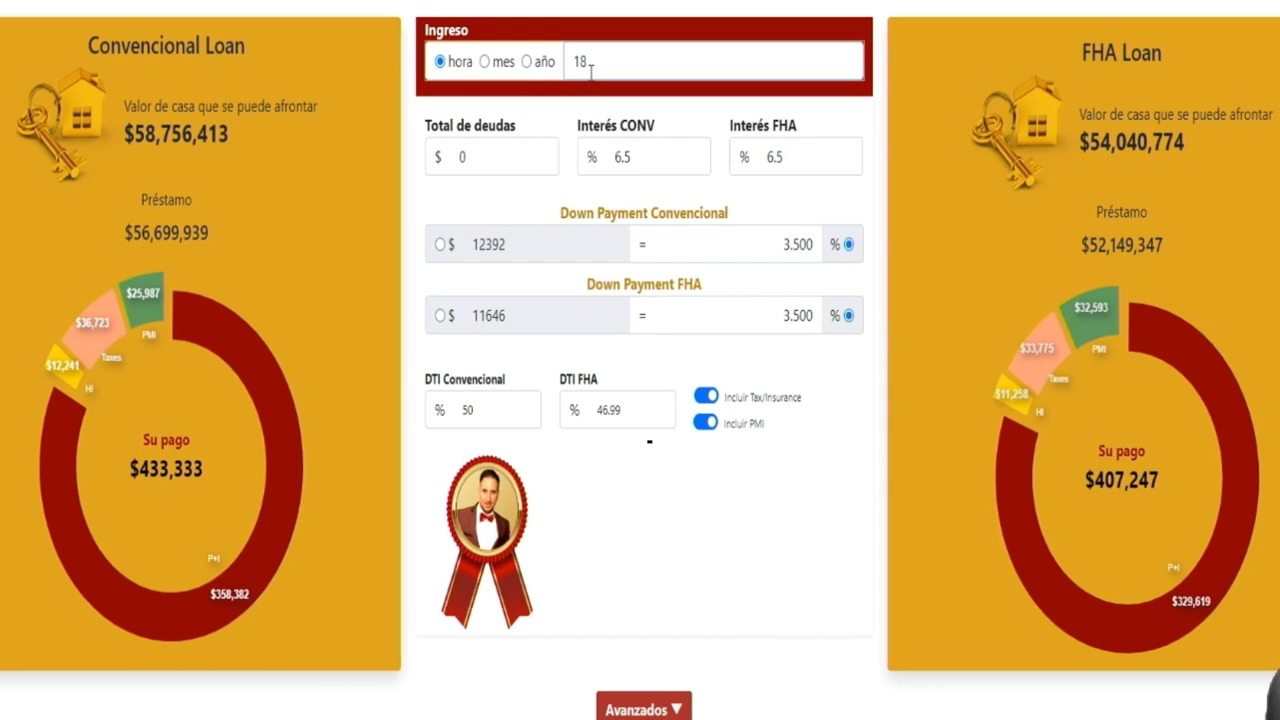 Convencional Loan
Valor de casa que se puede afrontar
$58,756,413
Préstamo
$56,699,939
$25,987
$36,723
PMI
Taxes
$12,241
HI
Su pago
$433,333
P+I
$358,382
Ingreso
hora mes año 18
Total de deudas Interés CONV Interés FHA
$ 0 % 6.5 % 6.5
Down Payment Convencional
$ 12392 = 3.500 %
Down Payment FHA
$ 11646 = 3.500 %
DTI Convencional DTI FHA
% 50 % 46.99
Incluir Tax/Insurance
Incluir PMI
Avanzados ▼
FHA Loan
Valor de casa que se puede afrontar
$54,040,774
Préstamo
$52,149,347
$32,593
$33,775
PMI
Taxes
$11,258
HI
Su pago
$407,247
P+I
$329,619